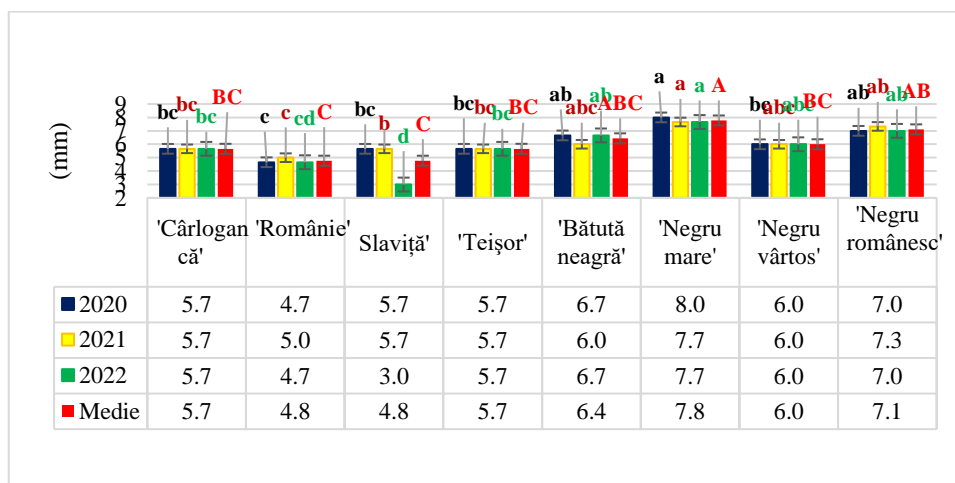 a
a a A
ab abc ab ABC
ab ab ab AB
bc bc bc BC
c c cd C
bc b d C
bc bc bc BC
bc abc abc BC
(mm)
9
8
7
6
5
4
3
2
'Cârlogan 'Românie' Slaviță' 'Teișor' 'Bătută 'Negru 'Negru 'Negru
că' neagră' mare' vârtos' românesc'
2020 5.7 4.7 5.7 5.7 6.7 8.0 6.0 7.0
2021 5.7 5.0 5.7 5.7 6.0 7.7 6.0 7.3
2022 5.7 4.7 3.0 5.7 6.7 7.7 6.0 7.0
Medie 5.7 4.8 4.8 5.7 6.4 7.8 6.0 7.1